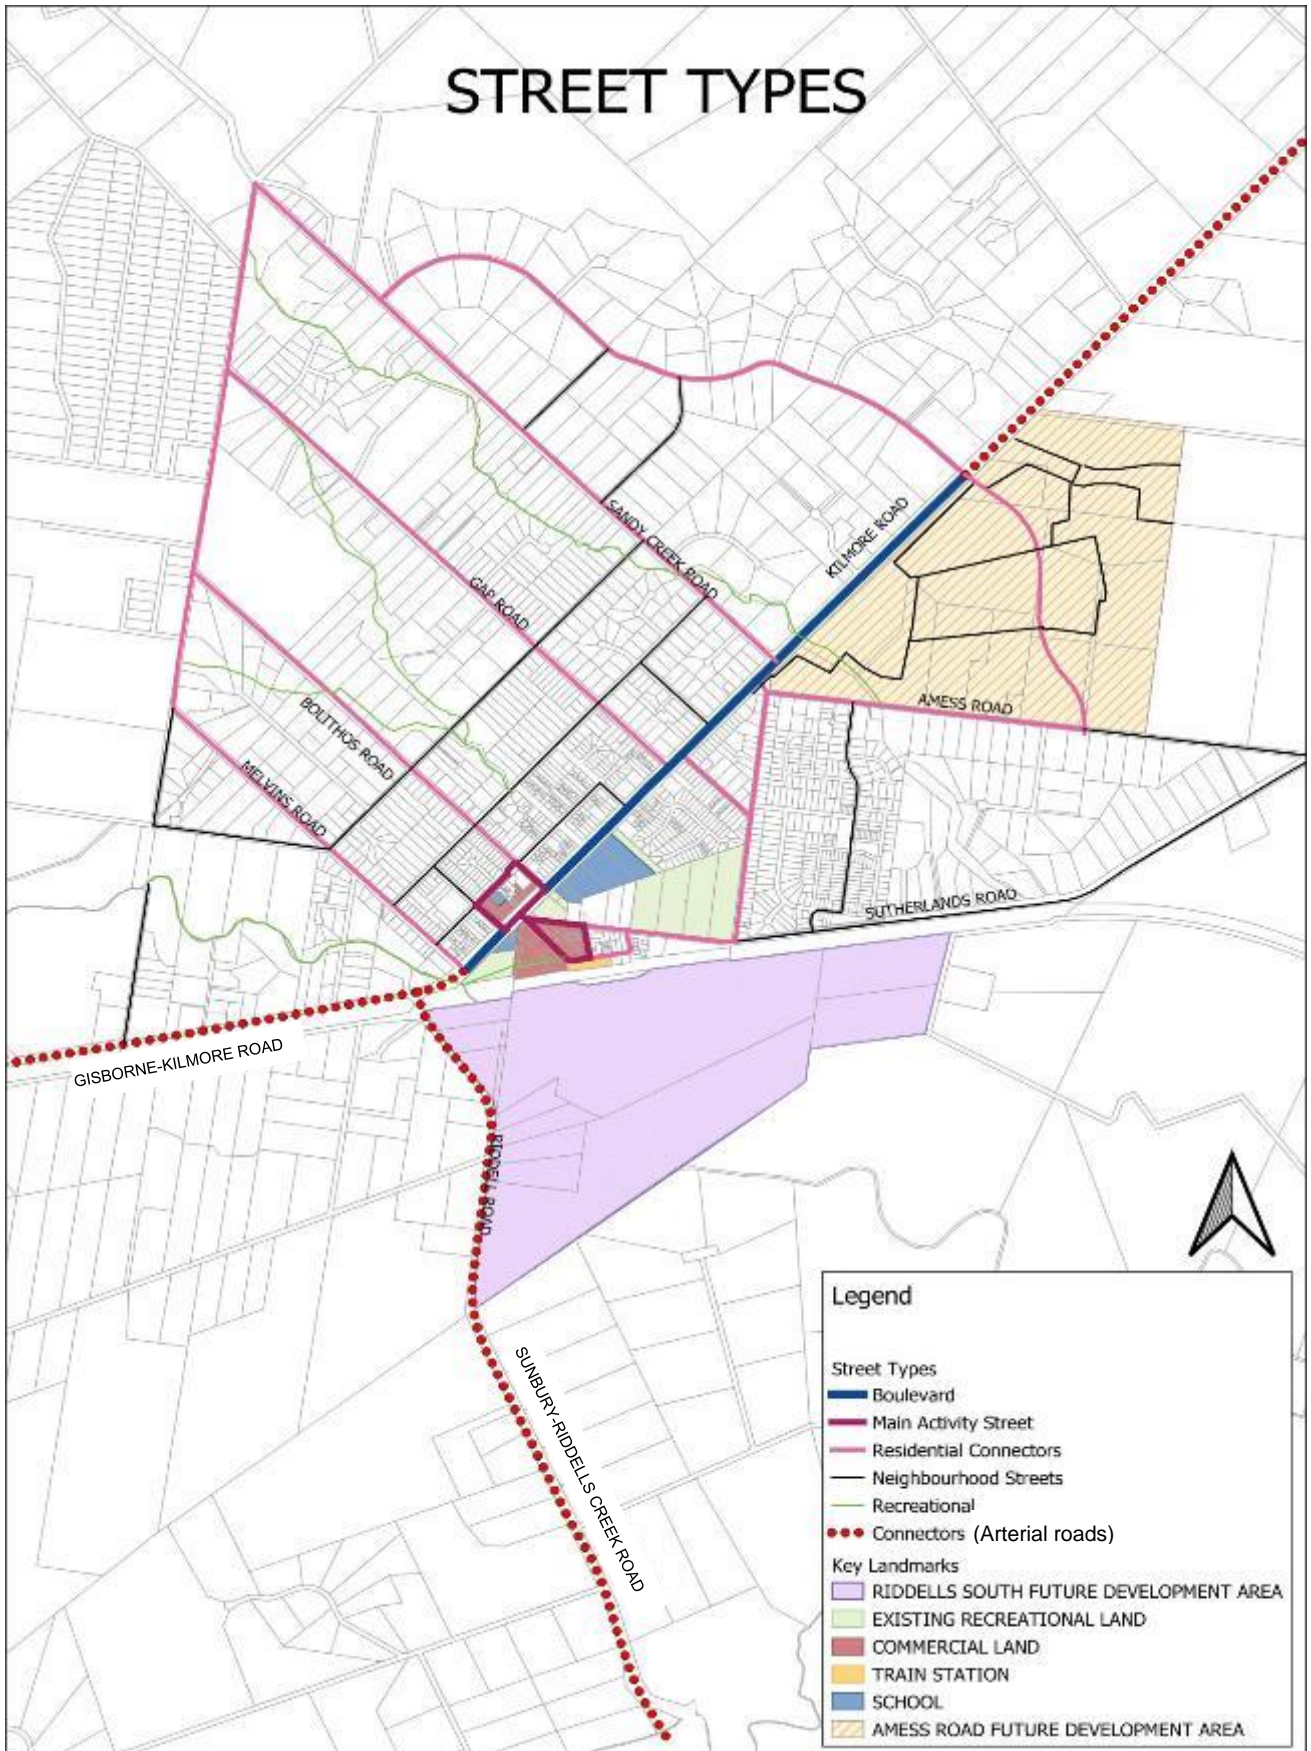 STREET TYPES
KILMORE ROAD
SANDY CREEK ROAD
GAP ROAD
AMESS ROAD
BOLITHOS ROAD
MELVINS ROAD
SUTHERLANDS ROAD
GISBORNE-KILMORE ROAD
RIDDELL ROAD
SUNBURY-RIDDELLS CREEK ROAD
Legend
Street Types
Boulevard
Main Activity Street
Residential Connectors
Neighbourhood Streets
Recreational
Connectors (Arterial roads)
Key Landmarks
RIDDELLS SOUTH FUTURE DEVELOPMENT AREA
EXISTING RECREATIONAL LAND
COMMERCIAL LAND
TRAIN STATION
SCHOOL
AMESS ROAD FUTURE DEVELOPMENT AREA